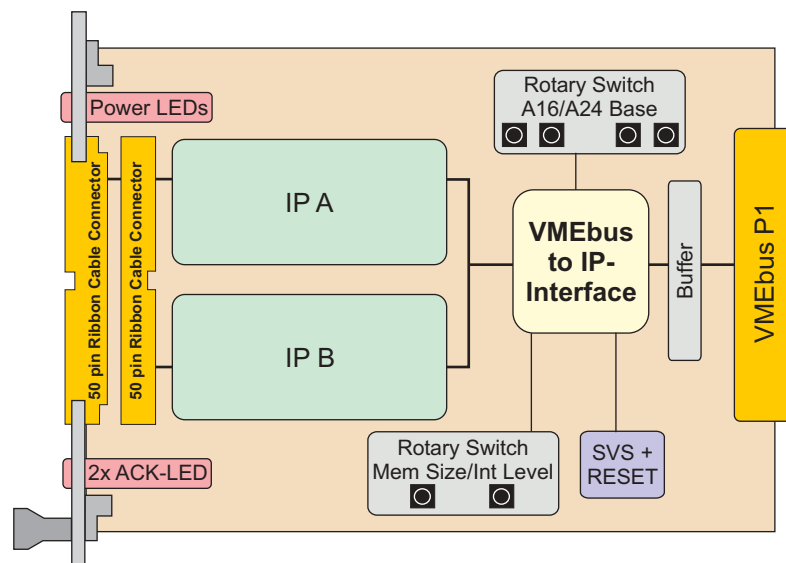 Power LEDs
Rotary Switch
A16/A24 Base
50 pin Ribbon Cable Connector
50 pin Ribbon Cable Connector
IP A
VMEbus
to IP-
Interface
Buffer
VMEbus P1
IP B
Rotary Switch
Mem Size/Int Level
SVS +
RESET
2x ACK-LED